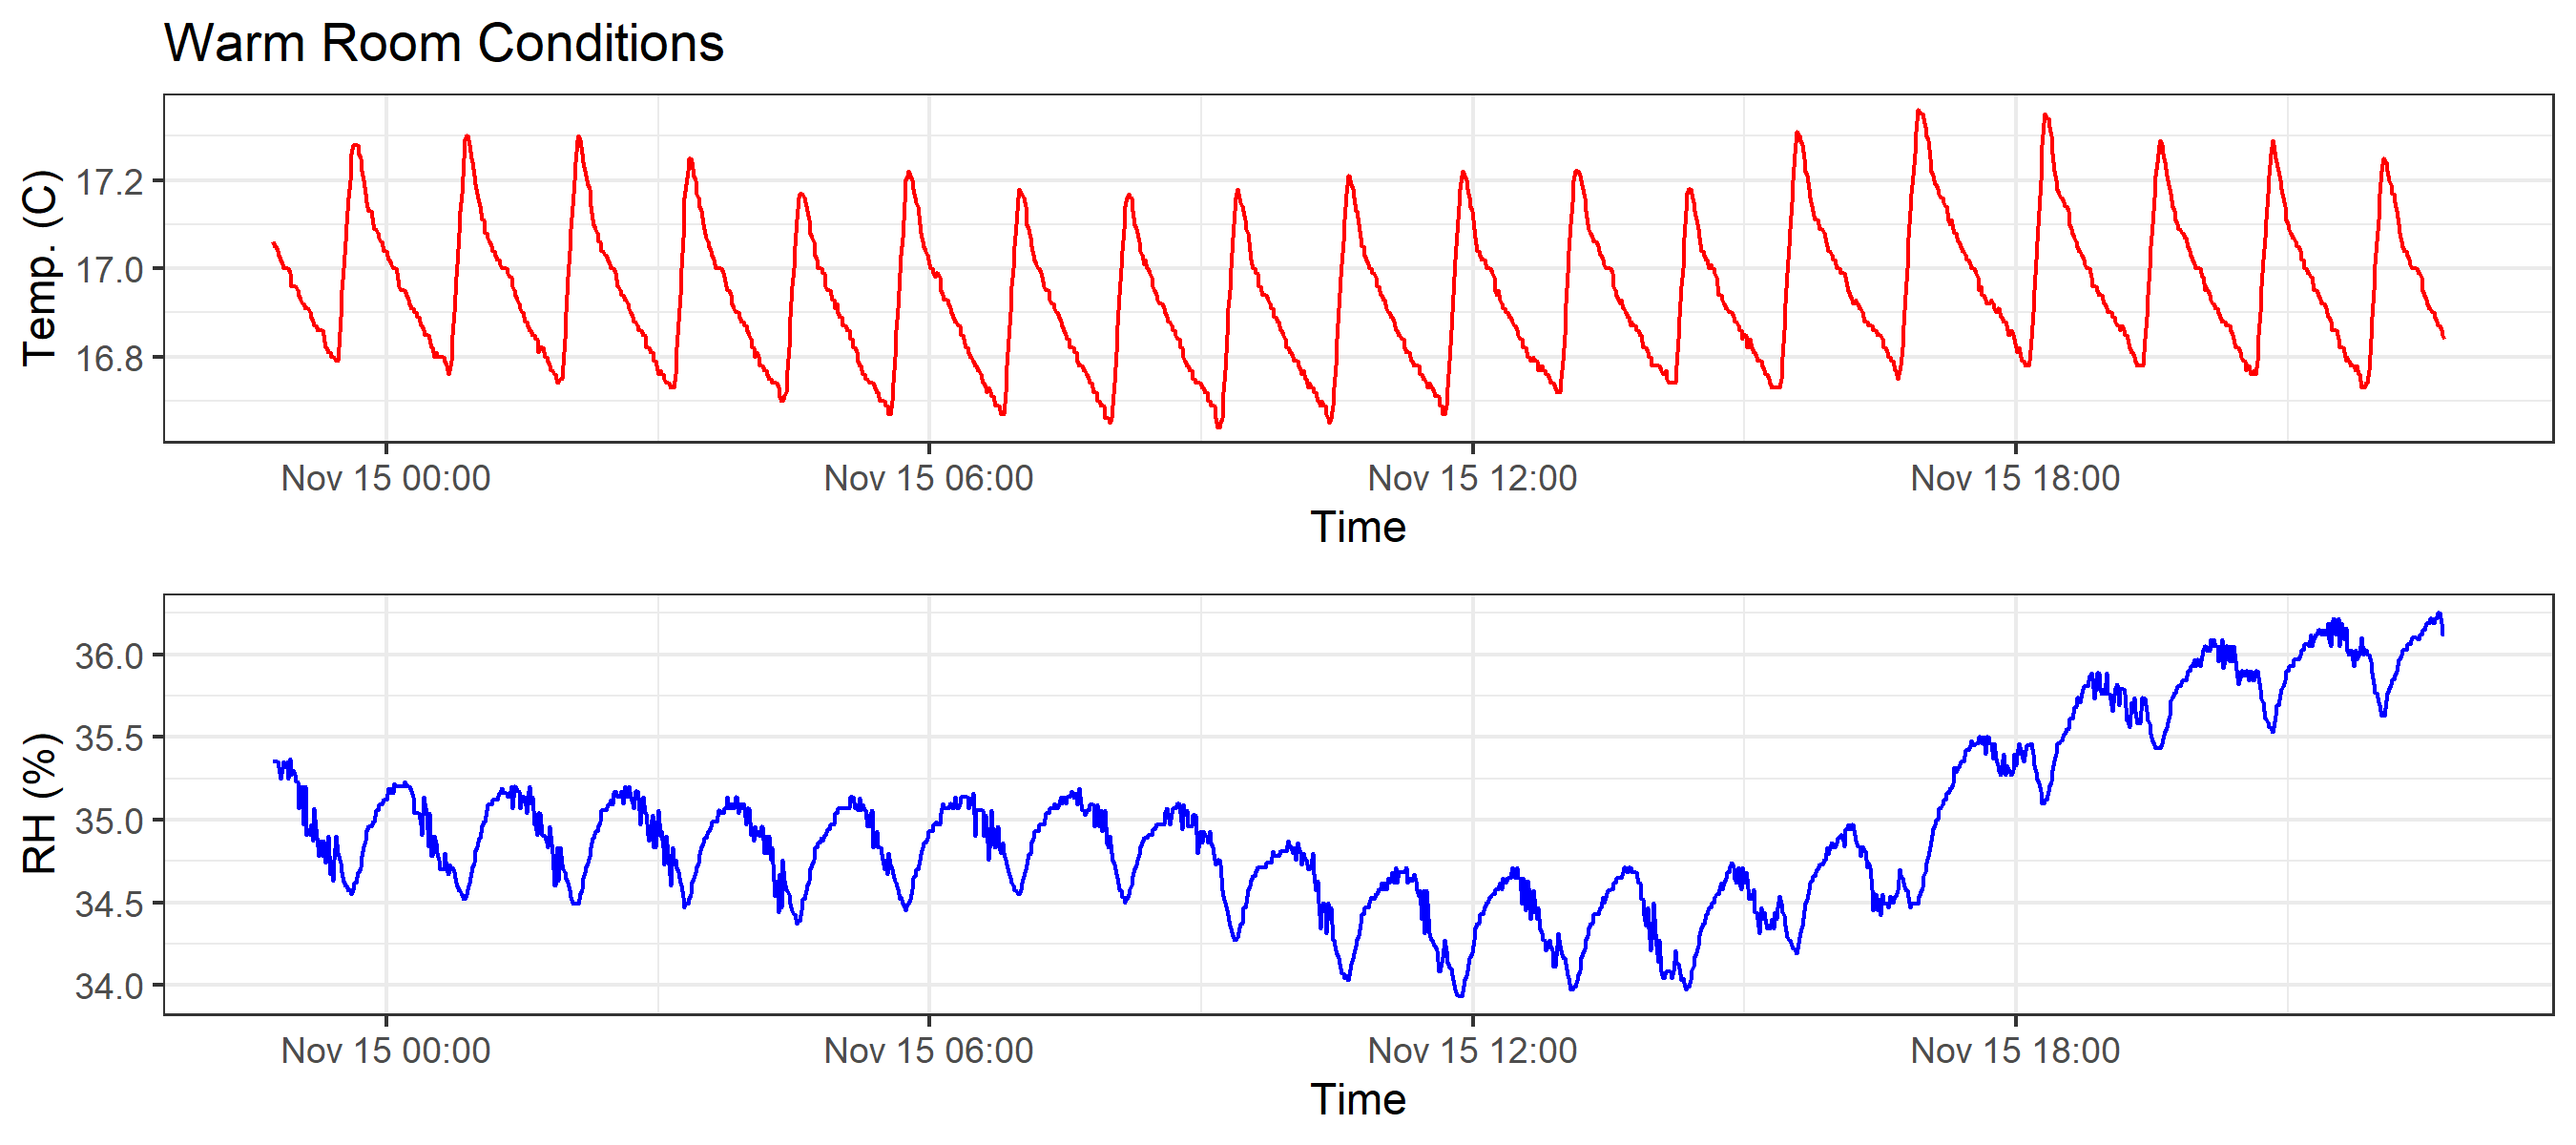 Warm Room Conditions
Temp. (C)
17.2
17.0
16.8
Nov 15 00:00 Nov 15 06:00 Nov 15 12:00 Nov 15 18:00
Time
RH (%)
36.0
35.5
35.0
34.5
34.0
Nov 15 00:00 Nov 15 06:00 Nov 15 12:00 Nov 15 18:00
Time